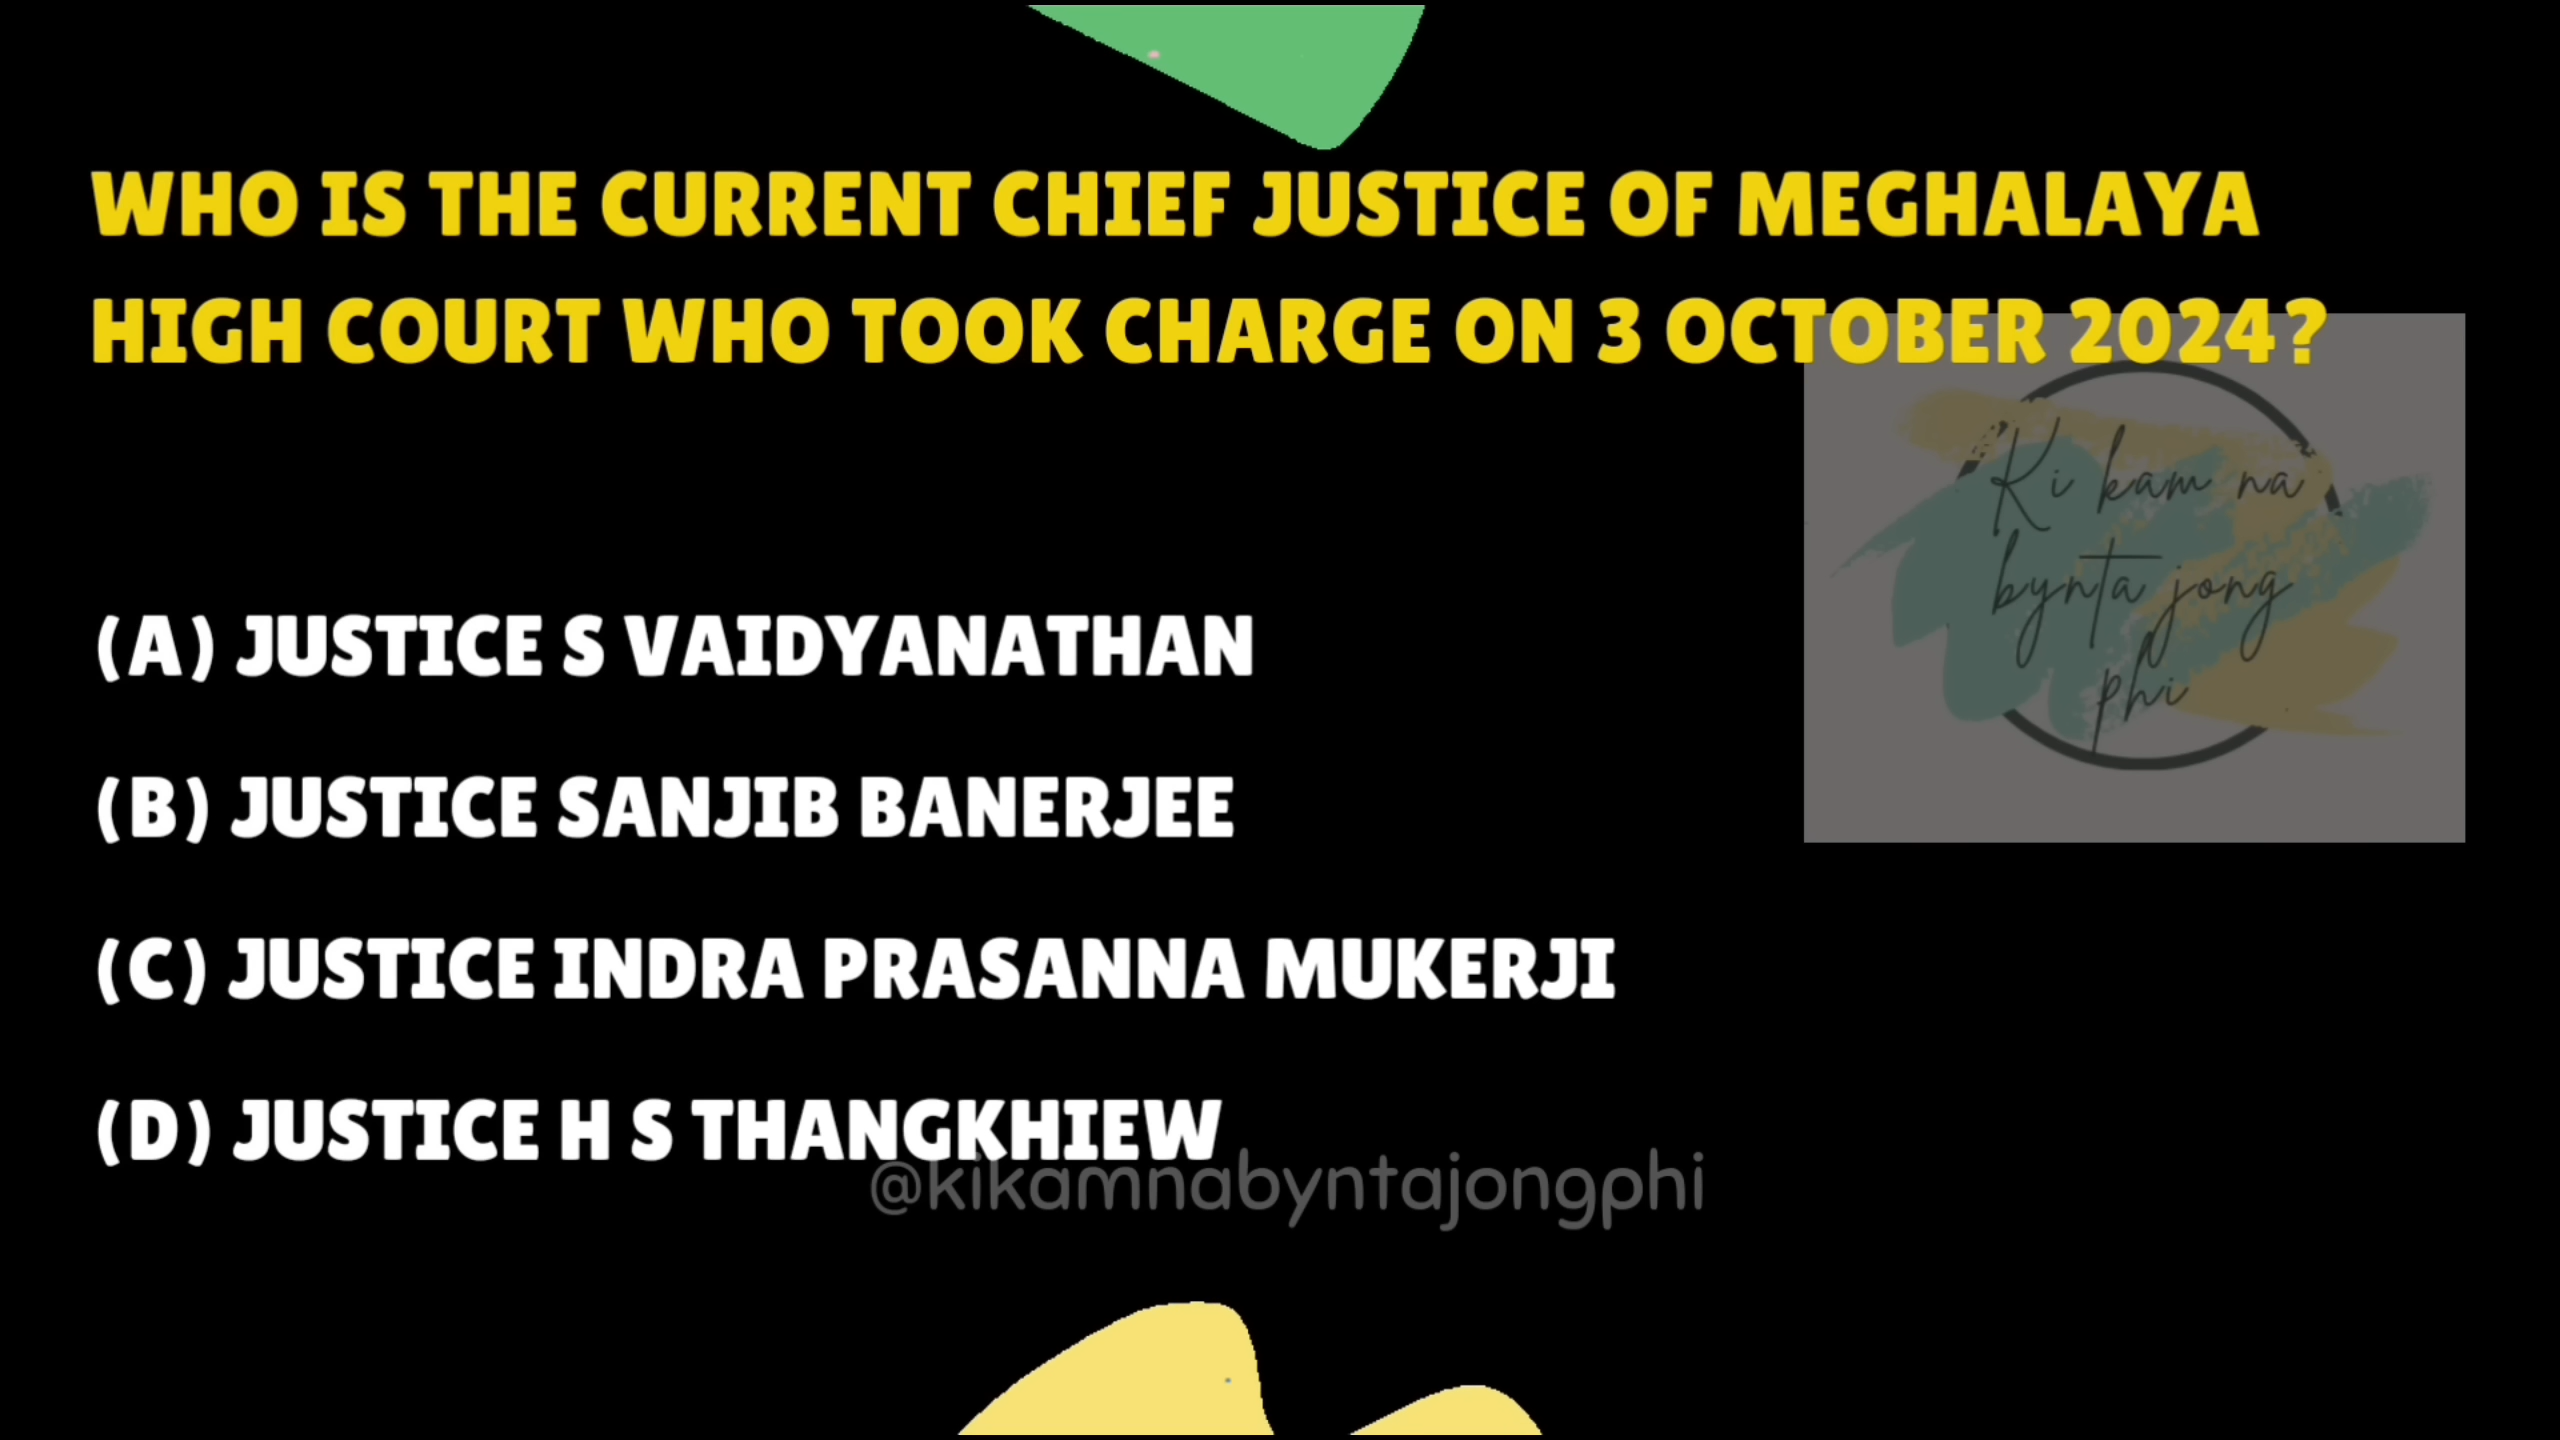 WHO IS THE CURRENT CHIEF JUSTICE OF MEGHALAYA
HIGH COURT WHO TOOK CHARGE ON 3 OCTOBER 2024?
Ki kam na
bynta jong
phi
(A) JUSTICE S VAIDYANATHAN
(B) JUSTICE SANJIB BANERJEE
(C) JUSTICE INDRA PRASANNA MUKERJI
(D) JUSTICE H S THANGKHIEW
@kikamnabyntajongphi